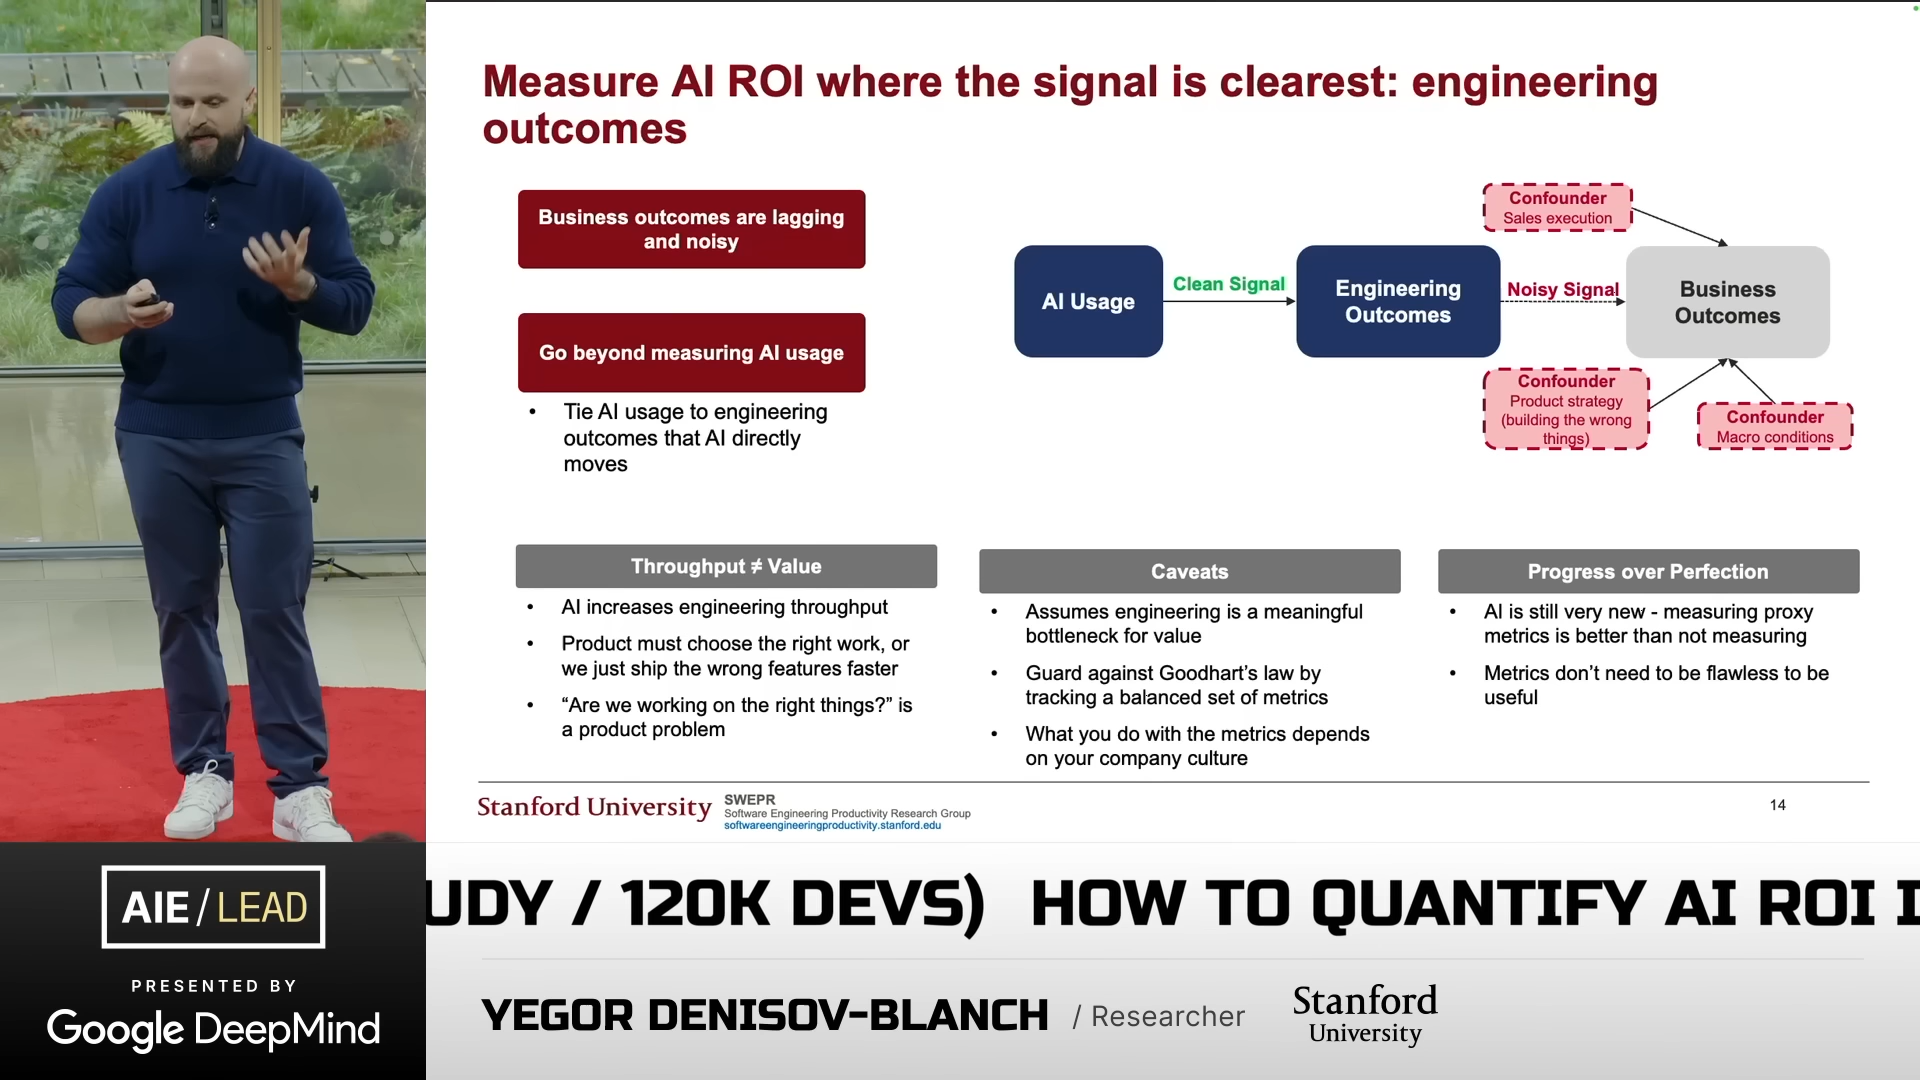 Measure AI ROI where the signal is clearest: engineering
outcomes
Business outcomes are lagging
and noisy
Go beyond measuring AI usage
• Tie AI usage to engineering
outcomes that AI directly
moves
AI Usage
Clean Signal
Engineering
Outcomes
Noisy Signal
Business
Outcomes
Confounder
Sales execution
Confounder
Product strategy
(building the wrong
things)
Confounder
Macro conditions
Throughput ≠ Value
• AI increases engineering throughput
• Product must choose the right work, or
we just ship the wrong features faster
• “Are we working on the right things?” is
a product problem
Caveats
• Assumes engineering is a meaningful
bottleneck for value
• Guard against Goodhart’s law by
tracking a balanced set of metrics
• What you do with the metrics depends
on your company culture
Progress over Perfection
• AI is still very new - measuring proxy
metrics is better than not measuring
• Metrics don’t need to be flawless to be
useful
Stanford University
SWEPR
Software Engineering Productivity Research Group
softwareengineeringproductivity.stanford.edu
14
AIE/LEAD
PRESENTED BY
Google DeepMind
UDY / 120K DEVS) HOW TO QUANTIFY AI ROI I
YEGOR DENISOV-BLANCH / Researcher
Stanford
University